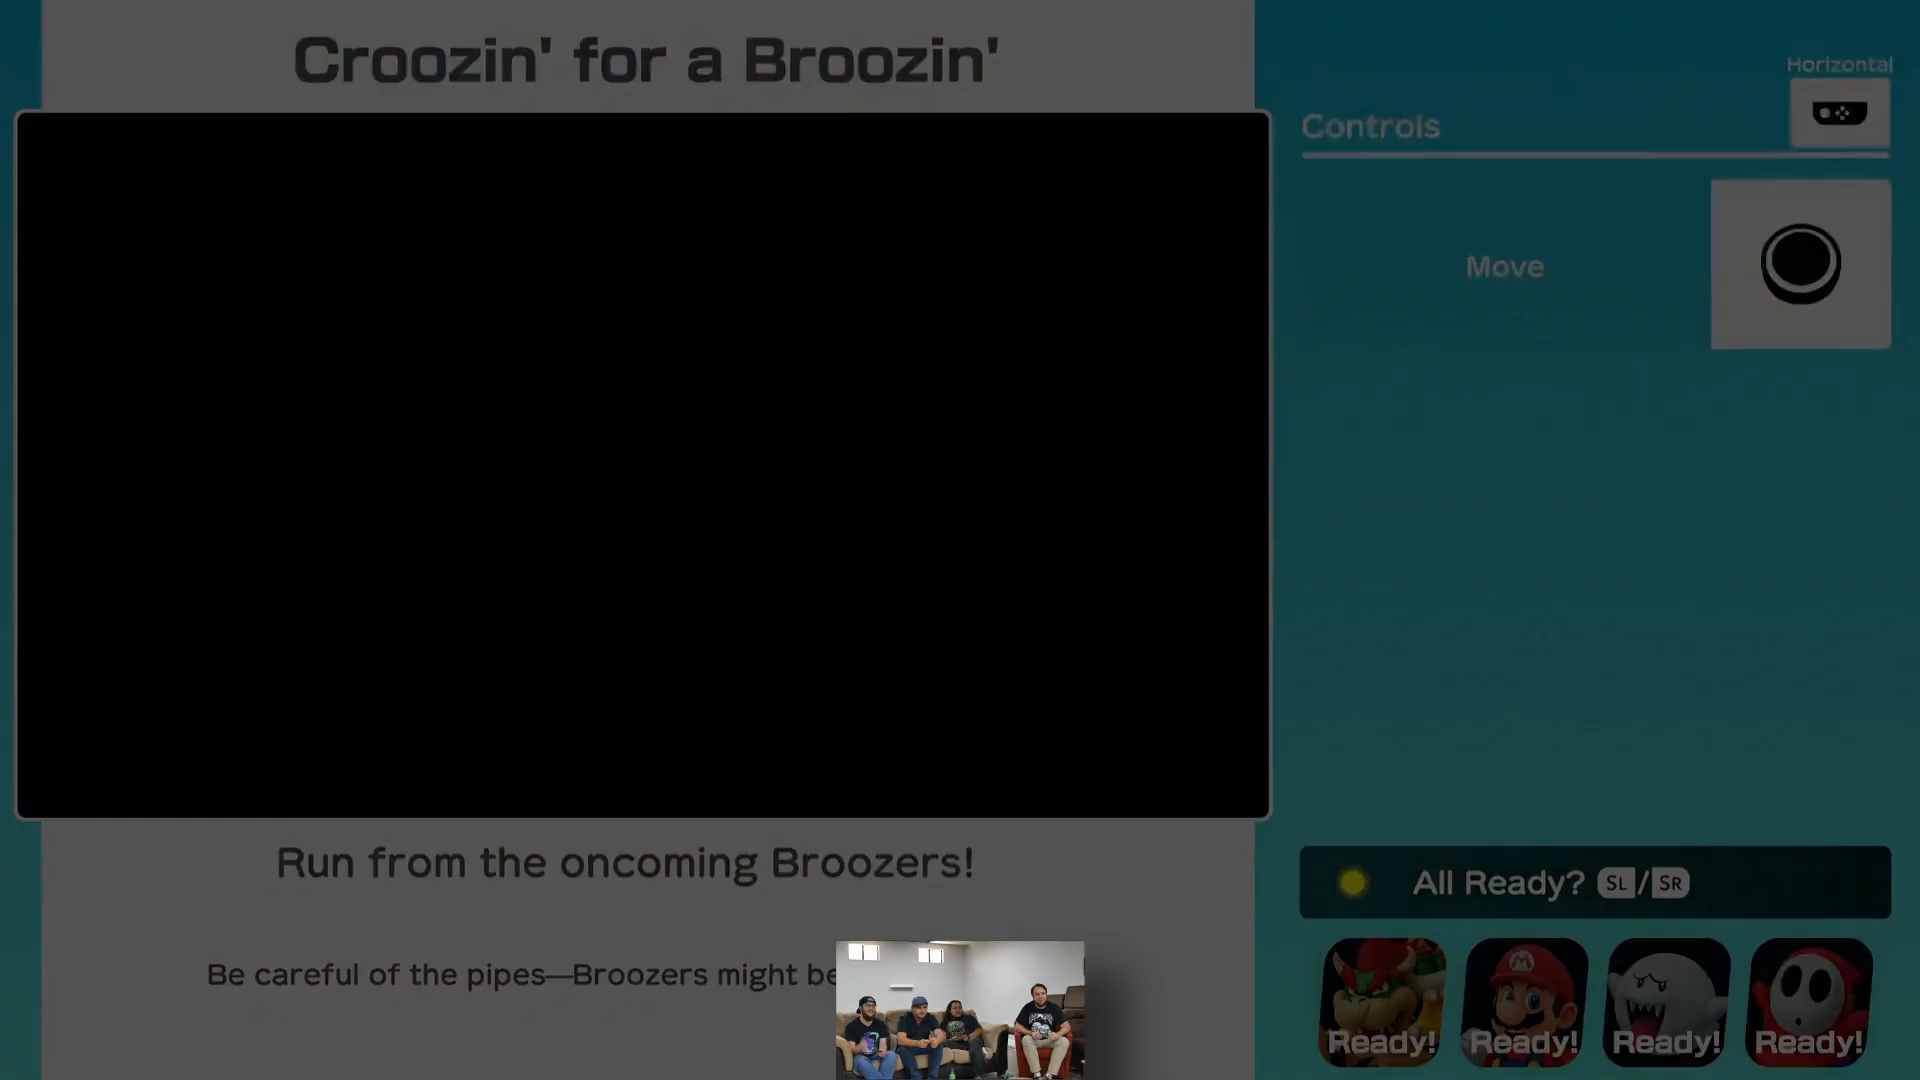 Croozin' for a Broozin'
Horizontal
Controls
Move
Run from the oncoming Broozers!
Be careful of the pipes—Broozers might be
All Ready? SL/SR
Ready! Ready! Ready! Ready!